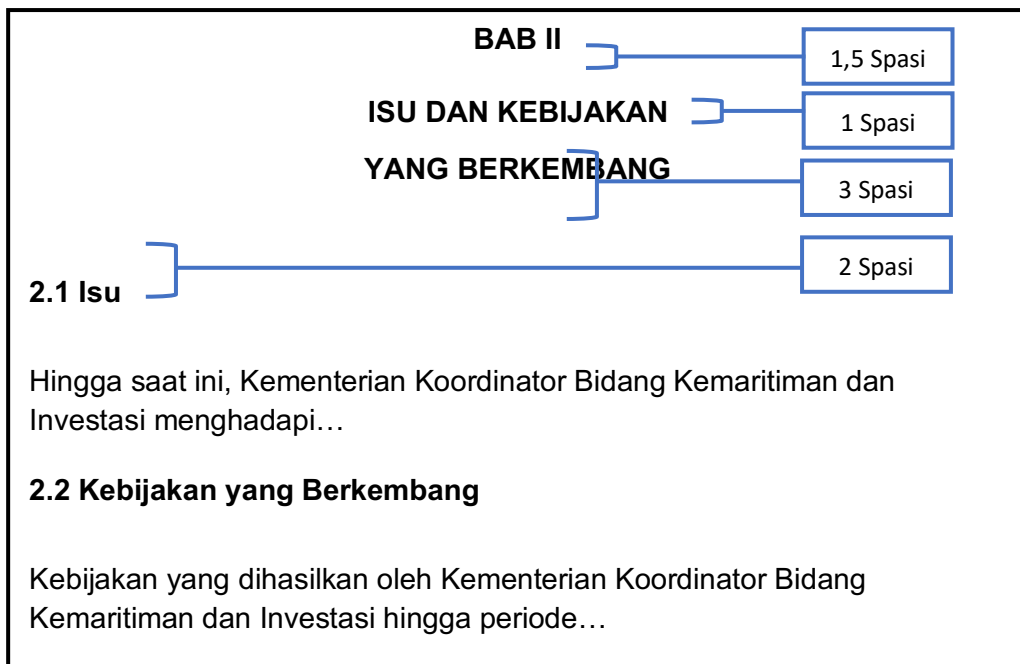 BAB II
1,5 Spasi
ISU DAN KEBIJAKAN
1 Spasi
YANG BERKEMBANG
3 Spasi
2 Spasi
2.1 Isu
Hingga saat ini, Kementerian Koordinator Bidang Kemaritiman dan
Investasi menghadapi…
2.2 Kebijakan yang Berkembang
Kebijakan yang dihasilkan oleh Kementerian Koordinator Bidang
Kemaritiman dan Investasi hingga periode…